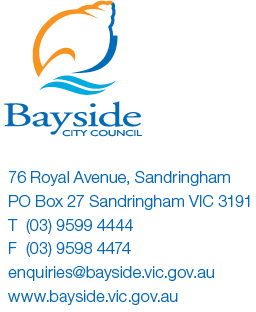 Bayside
CITY COUNCIL
76 Royal Avenue, Sandringham
PO Box 27 Sandringham VIC 3191
T (03) 9599 4444
F (03) 9598 4474
enquiries@bayside.vic.gov.au
www.bayside.vic.gov.au